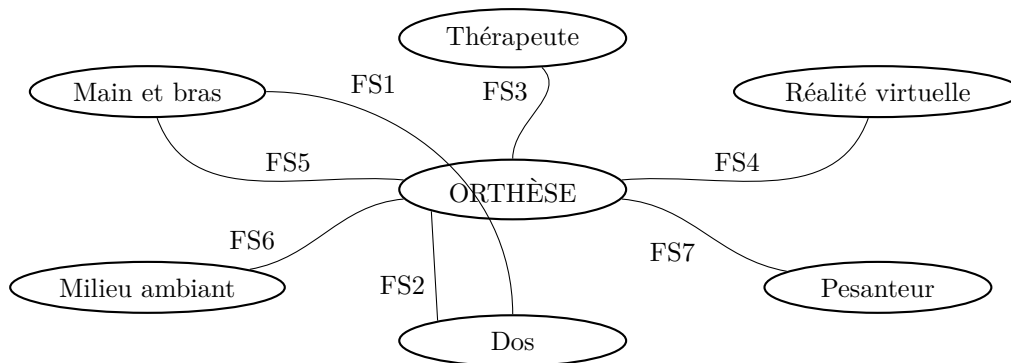 Thérapeute
Main et bras
FS1
FS3
Réalité virtuelle
FS5
FS4
ORTHÈSE
FS6
FS7
Milieu ambiant
FS2
Pesanteur
Dos